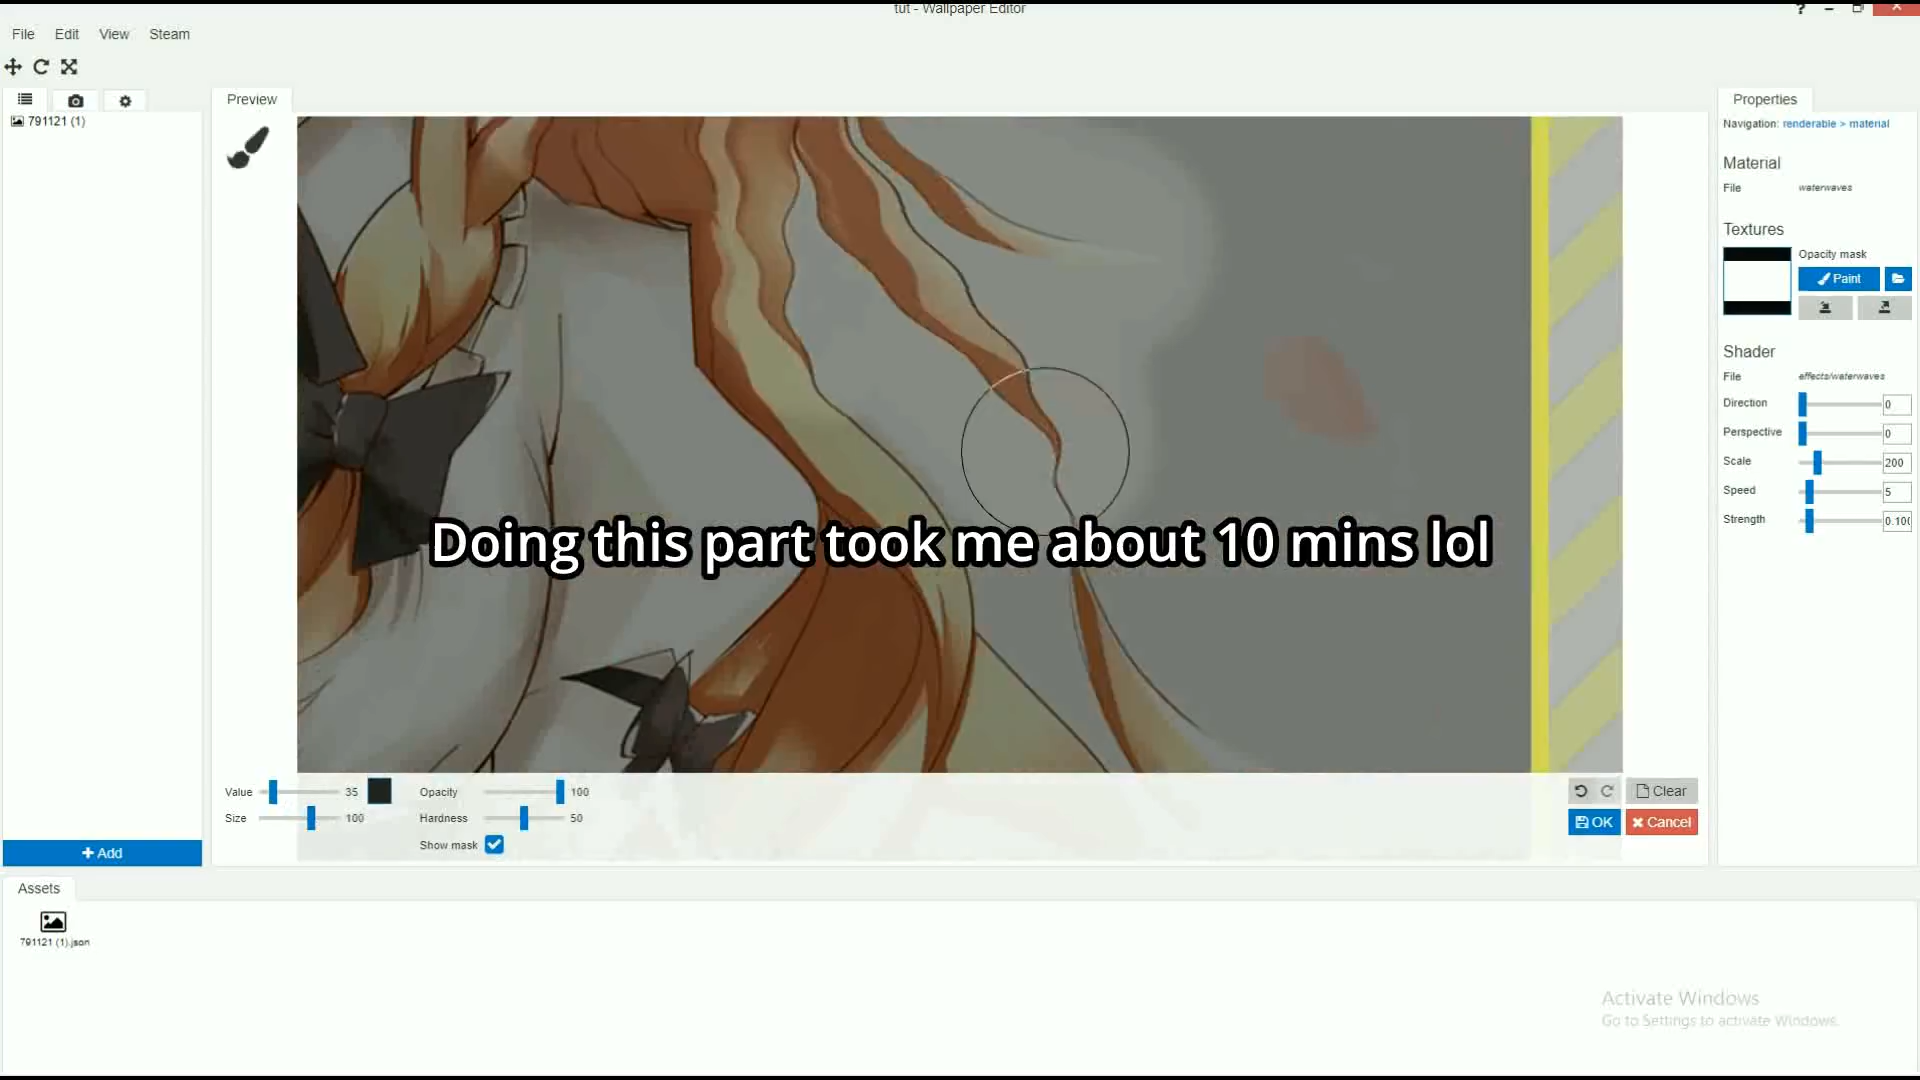 tut - Wallpaper Editor
?
File Edit View Steam
Preview
Properties
791121 (1)
Navigation: renderable > material
Material
File waterwaves
Textures
Opacity mask
Paint
Shader
File effects/waterwaves
Direction 0
Perspective 0
Scale 200
Speed 5
Strength 0.10
Doing this part took me about 10 mins lol
Value 35 Opacity 100
Clear
Size 100 Hardness 50
OK Cancel
Show mask
+ Add
Assets
791121 (1).json
Activate Windows
Go to Settings to activate Windows.